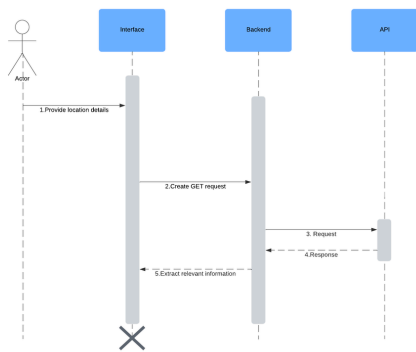 Interface
Backend
API
Actor
1.Provide location details
2.Create GET request
3. Request
4.Response
5.Extract relevant information